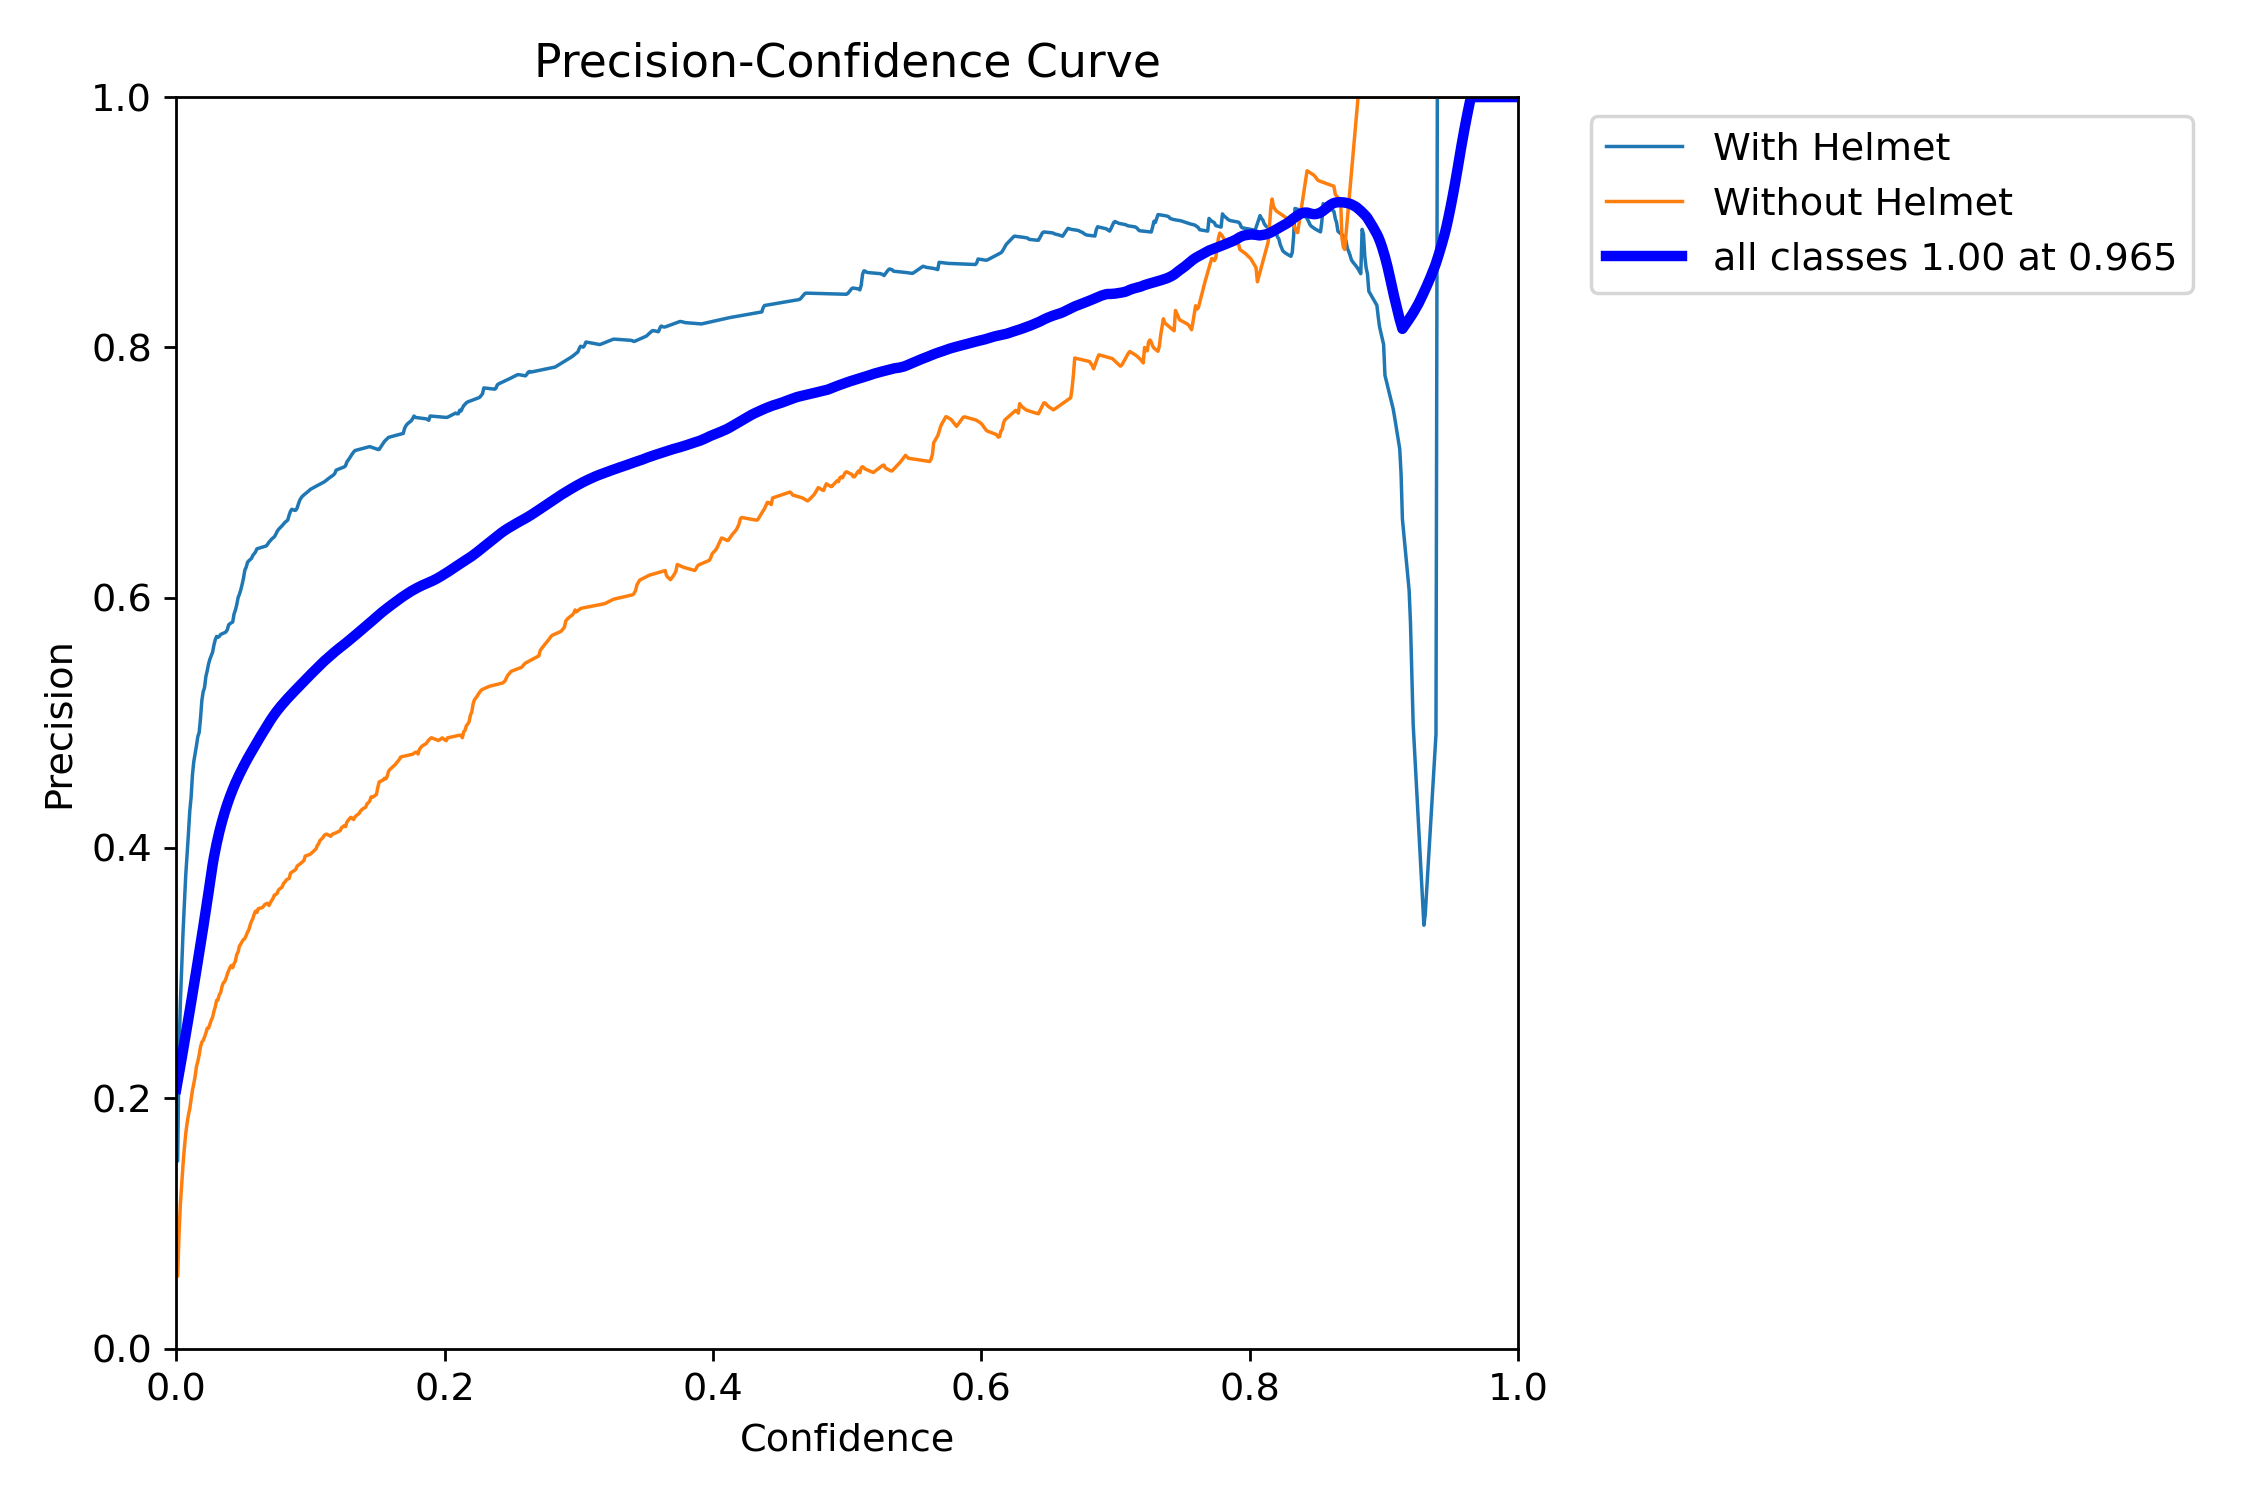 Precision-Confidence Curve
With Helmet
Without Helmet
all classes 1.00 at 0.965
1.0
0.8
0.6
0.4
0.2
0.0
Precision
0.0 0.2 0.4 0.6 0.8 1.0
Confidence